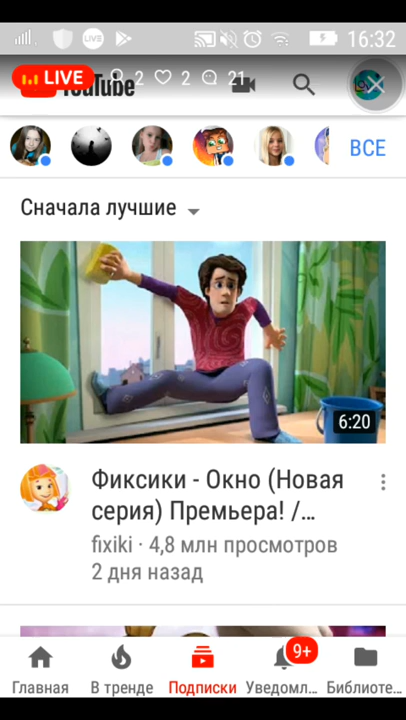 LIVE
16:32
LIVE 2 2 21
YouTube
ВСЕ
Сначала лучшие
6:20
Фиксики - Окно (Новая
серия) Премьера! /...
fixiki · 4,8 млн просмотров
2 дня назад
9+
Главная В тренде Подписки Уведомл... Библиоте...